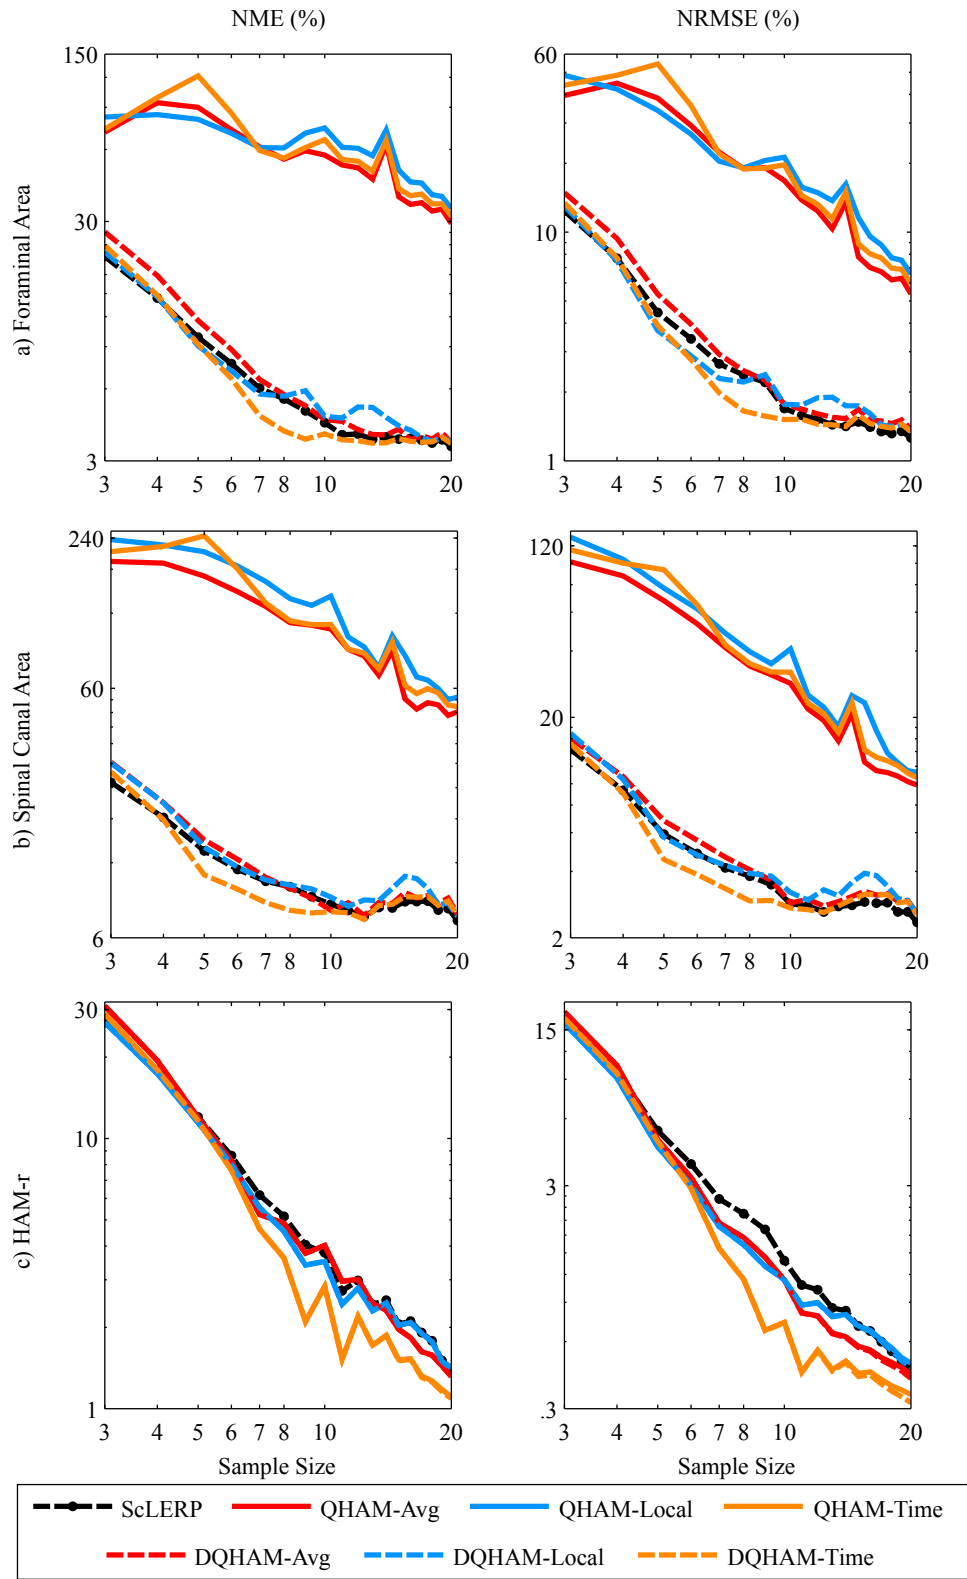 NME (%)
NRMSE (%)
a) Foraminal Area
150
30
3
3 4 5 6 7 8 10 20
60
10
1
3 4 5 6 7 8 10 20
b) Spinal Canal Area
240
60
6
3 4 5 6 7 8 10 20
120
20
2
3 4 5 6 7 8 10 20
c) HAM-r
30
10
1
3 4 5 6 7 8 10 20
Sample Size
15
3
.3
3 4 5 6 7 8 10 20
Sample Size
ScLERP QHAM-Avg QHAM-Local QHAM-Time
DQHAM-Avg DQHAM-Local DQHAM-Time